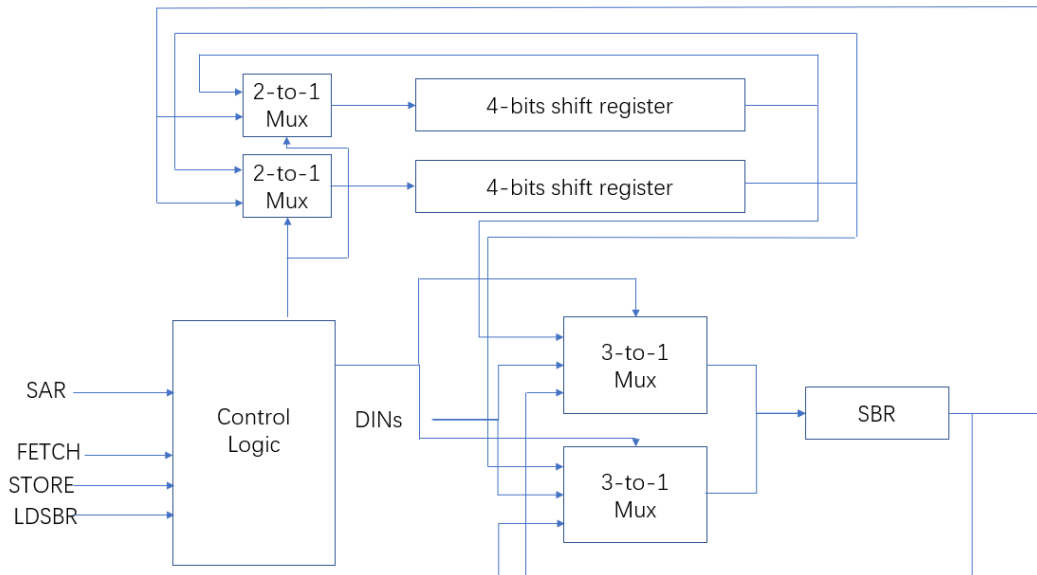 2-to-1
Mux
4-bits shift register
2-to-1
Mux
4-bits shift register
SAR
FETCH
STORE
LDSBR
Control
Logic
DINs
3-to-1
Mux
3-to-1
Mux
SBR